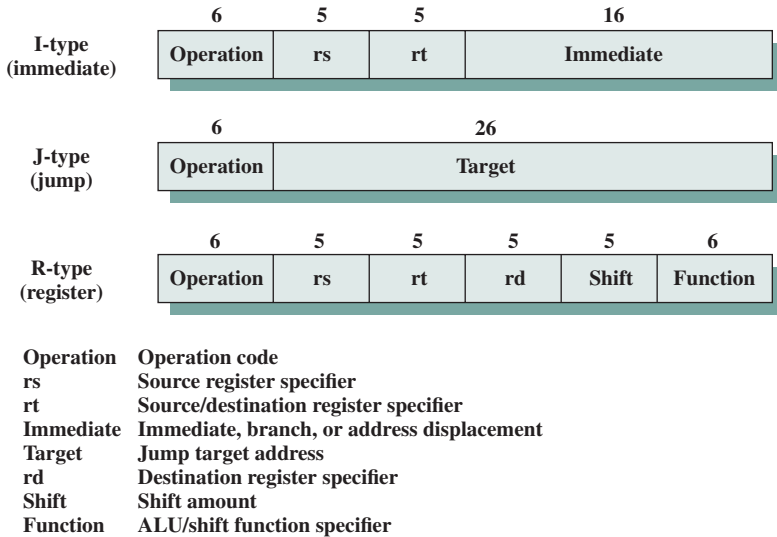 6 5 5 16
I-type
(immediate)
Operation rs rt Immediate
6 26
J-type
(jump)
Operation Target
6 5 5 5 5 6
R-type
(register)
Operation rs rt rd Shift Function
Operation Operation code
rs Source register specifier
rt Source/destination register specifier
Immediate Immediate, branch, or address displacement
Target Jump target address
rd Destination register specifier
Shift Shift amount
Function ALU/shift function specifier